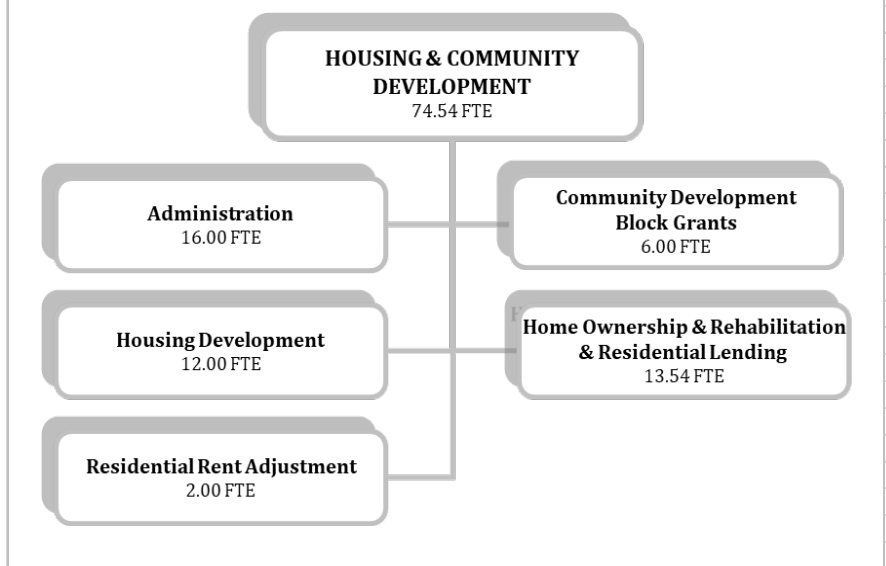 HOUSING & COMMUNITY
DEVELOPMENT
74.54 FTE
Administration
16.00 FTE
Community Development
Block Grants
6.00 FTE
Housing Development
12.00 FTE
Home Ownership & Rehabilitation
& Residential Lending
13.54 FTE
Residential Rent Adjustment
2.00 FTE